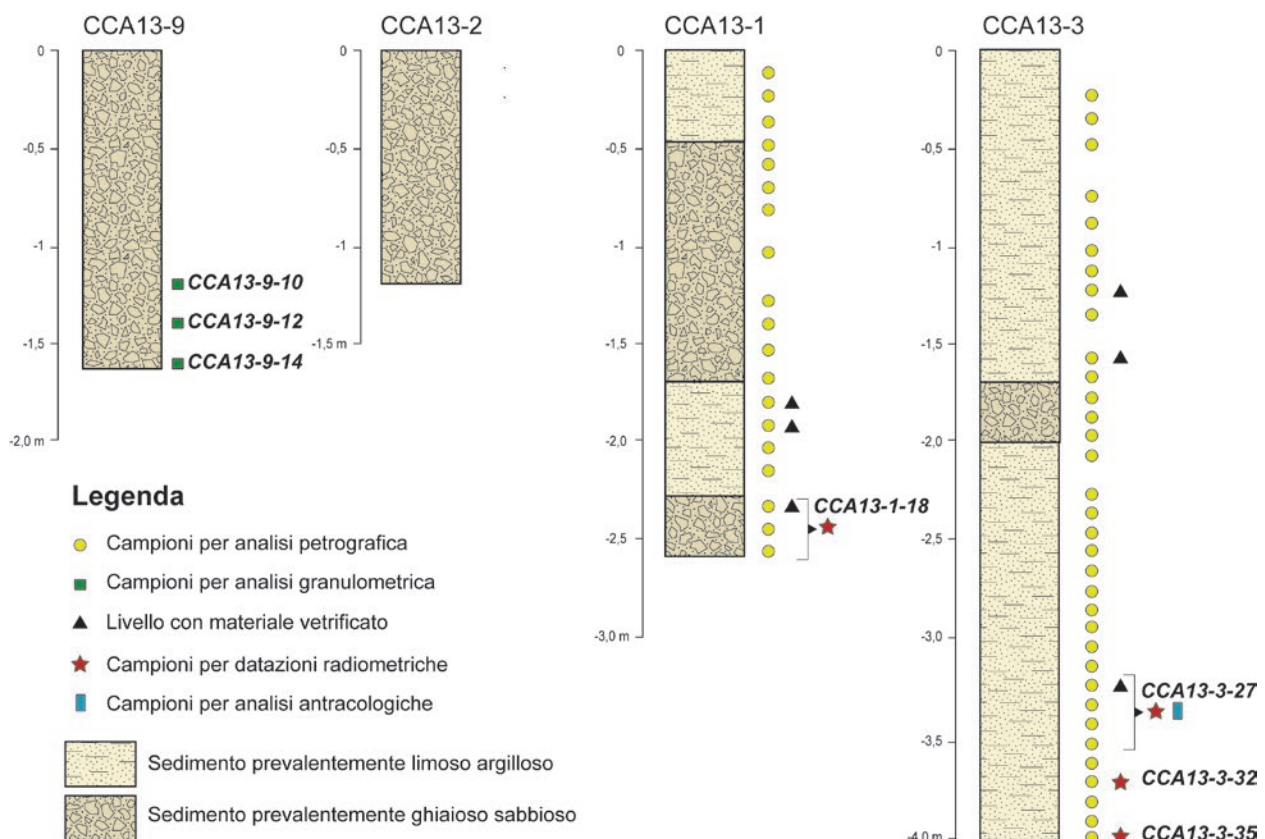 CCA13-9
0
-0,5
-1
-1,5
-2,0 m
CCA13-9-10
CCA13-9-12
CCA13-9-14
CCA13-2
0
-0,5
-1
-1,5 m
CCA13-1
0
-0,5
-1
-1,5
-2,0
-2,5
-3,0 m
CCA13-1-18
CCA13-3
0
-0,5
-1
-1,5
-2,0
-2,5
-3,0
-3,5
-4,0 m
CCA13-3-27
CCA13-3-32
CCA13-3-35
Legenda
Campioni per analisi petrografica
Campioni per analisi granulometrica
Livello con materiale vetrificato
Campioni per datazioni radiometriche
Campioni per analisi antracologiche
Sedimento prevalentemente limoso argilloso
Sedimento prevalentemente ghiaioso sabbioso